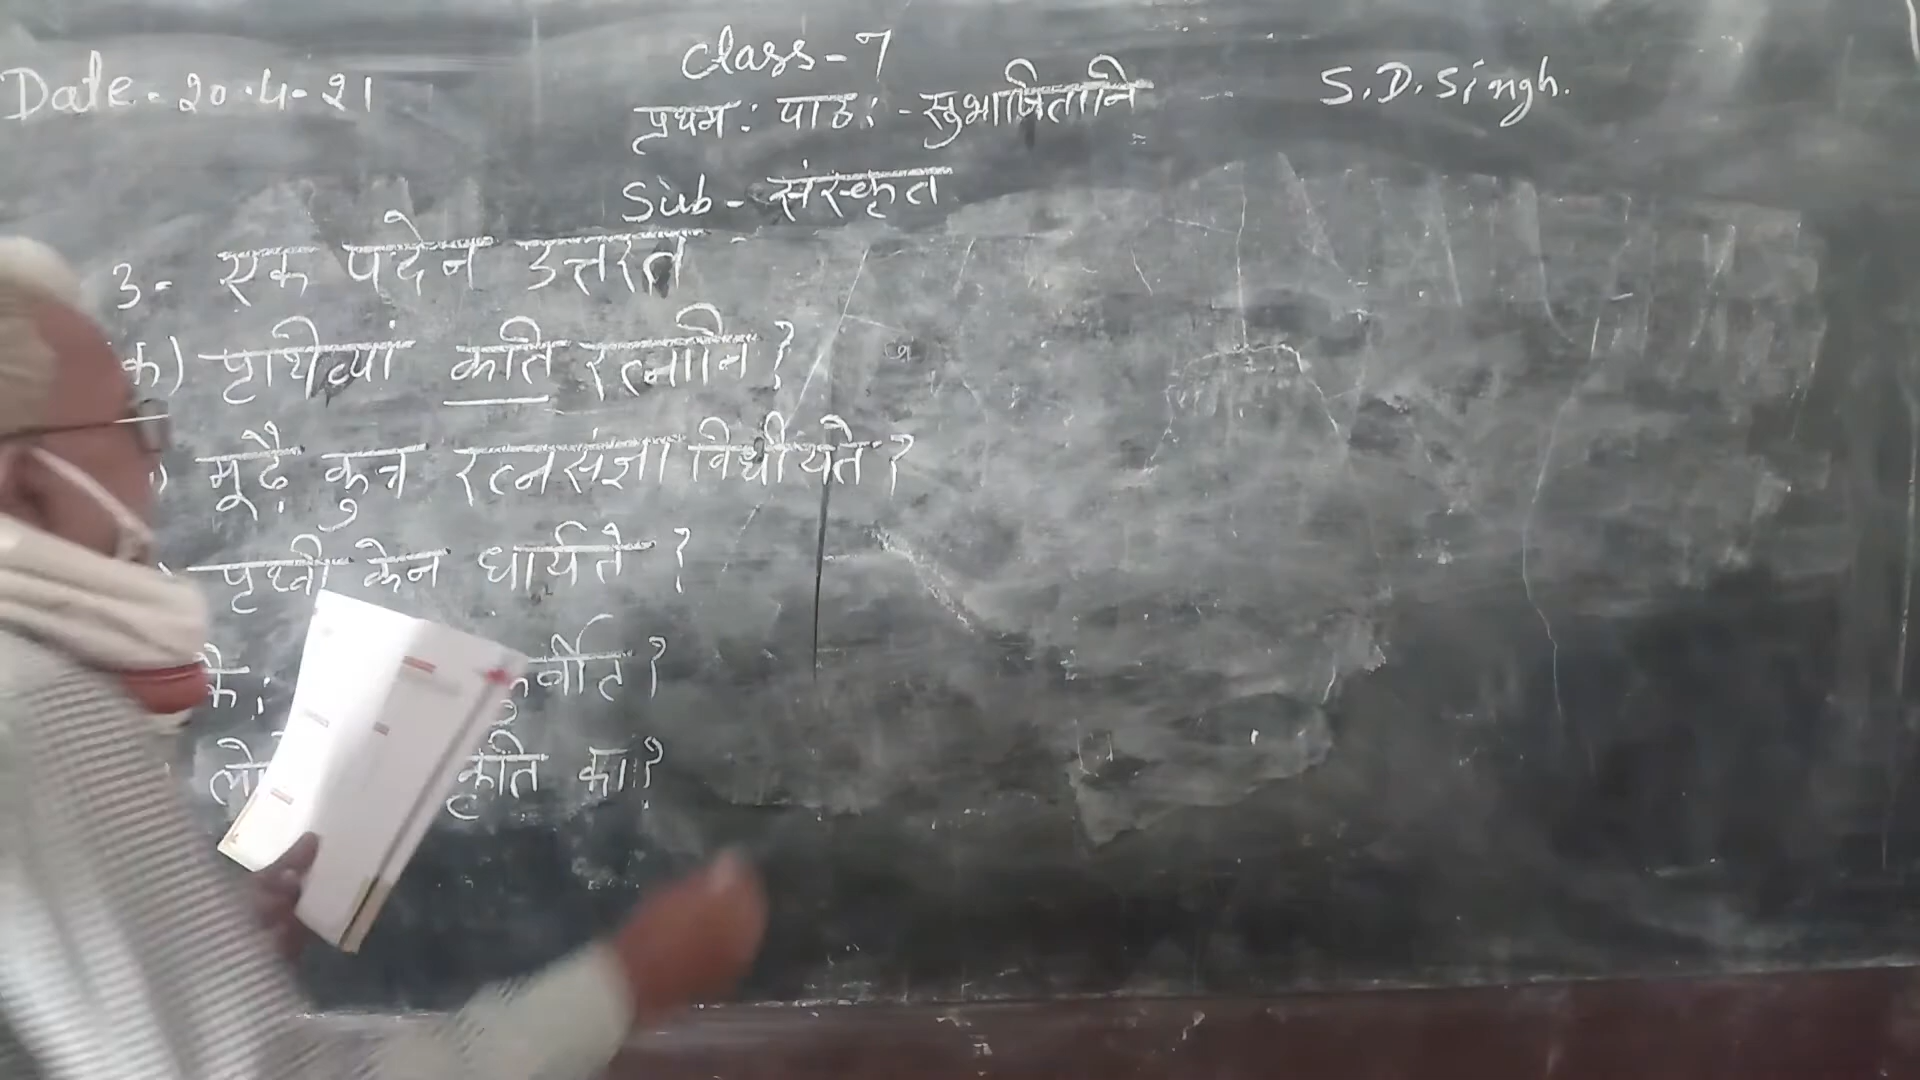 Class-7
Date. 20.4.21
S.D.Singh.
प्रथम: पाठ: - सुभाषितानि
Sub - संस्कृत
3- एक पदेन उत्तरत -
क) पृथिव्यां कति रत्नानि?
मूढै: कुत्र रत्नसंज्ञा विधीयते?
पृथ्वी केन धार्यते?
कै:
का?